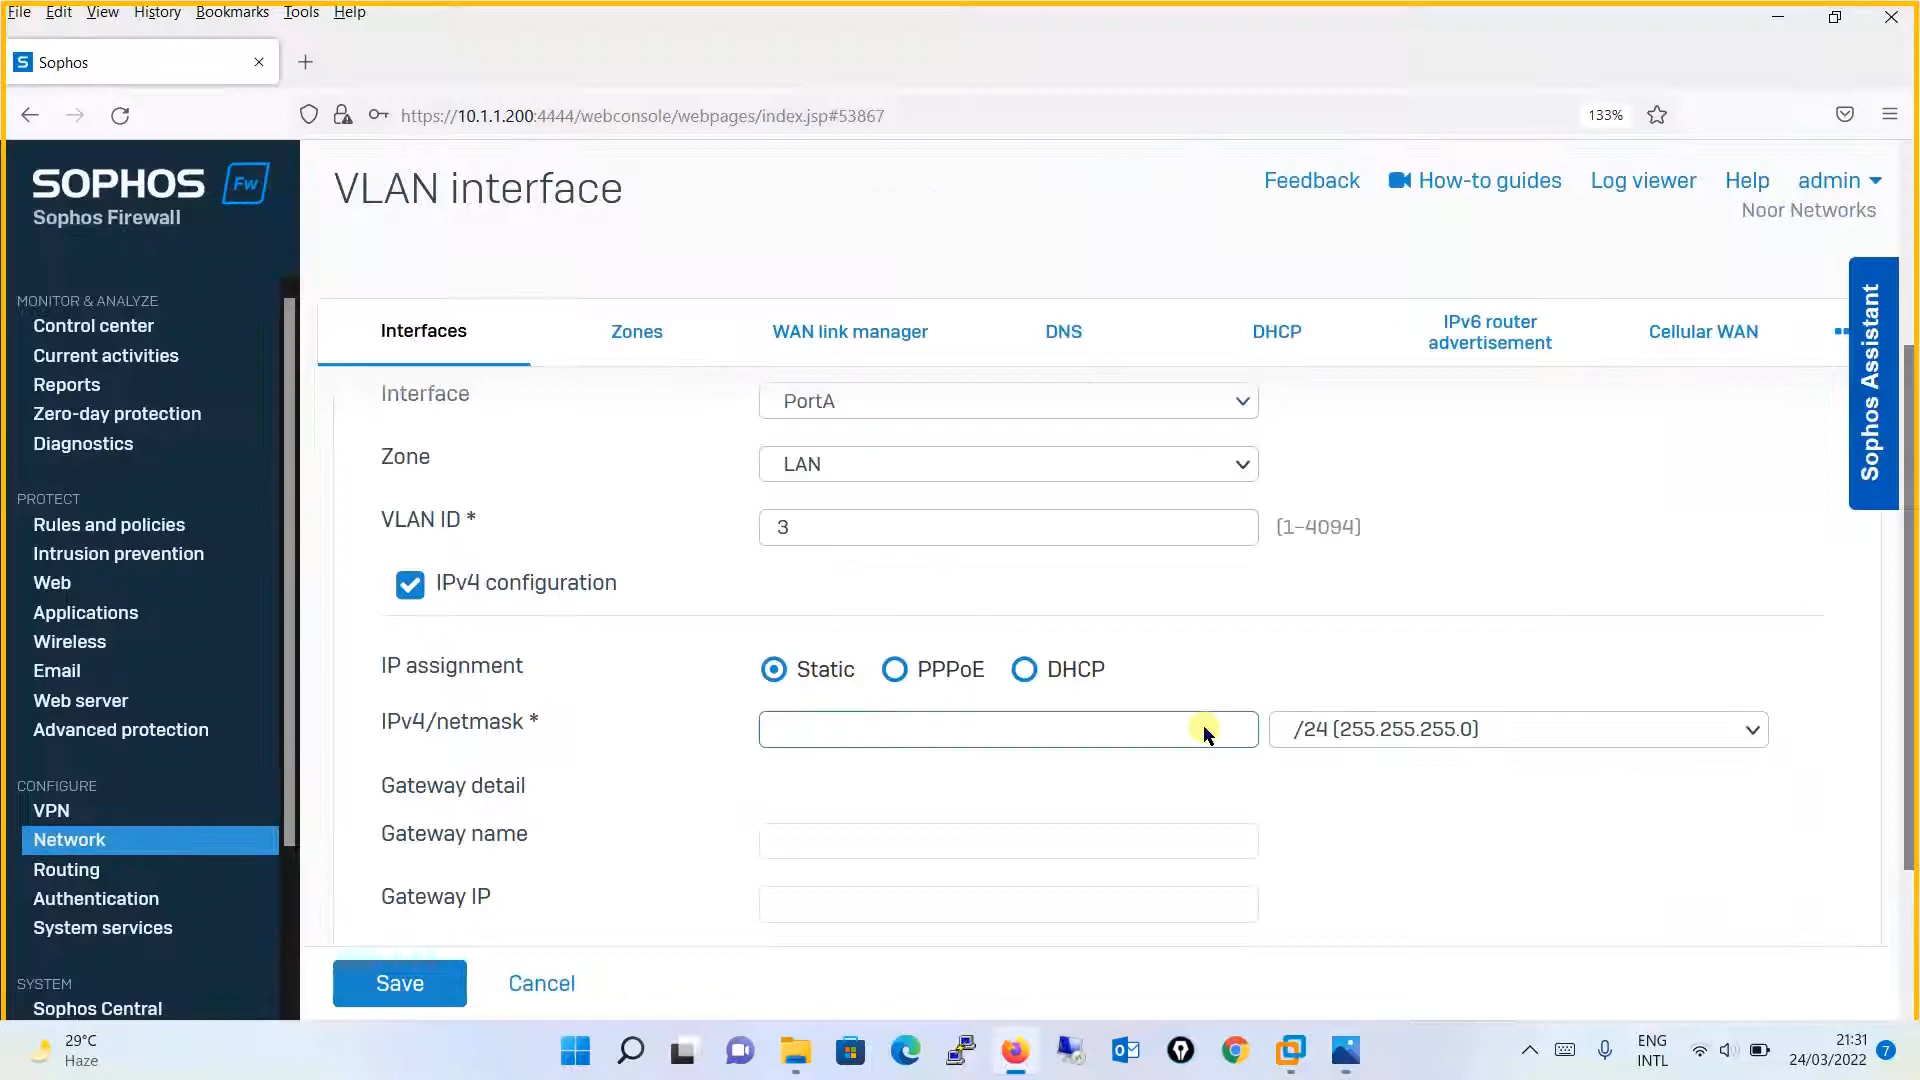 File Edit View History Bookmarks Tools Help
S Sophos
https://10.1.1.200:4444/webconsole/webpages/index.jsp#53867
133%
SOPHOS Fw
Sophos Firewall
VLAN interface
Feedback How-to guides Log viewer Help admin
Noor Networks
MONITOR & ANALYZE
Control center
Current activities
Reports
Zero-day protection
Diagnostics
PROTECT
Rules and policies
Intrusion prevention
Web
Applications
Wireless
Email
Web server
Advanced protection
CONFIGURE
VPN
Network
Routing
Authentication
System services
SYSTEM
Sophos Central
Interfaces
Zones
WAN link manager
DNS
DHCP
IPv6 router
advertisement
Cellular WAN
Sophos Assistant
Interface
PortA
Zone
LAN
VLAN ID *
3
(1-4094)
IPv4 configuration
IP assignment
Static PPPoE DHCP
IPv4/netmask *
/24 (255.255.255.0)
Gateway detail
Gateway name
Gateway IP
Save
Cancel
29°C
Haze
ENG
INTL
21:31
24/03/2022
7